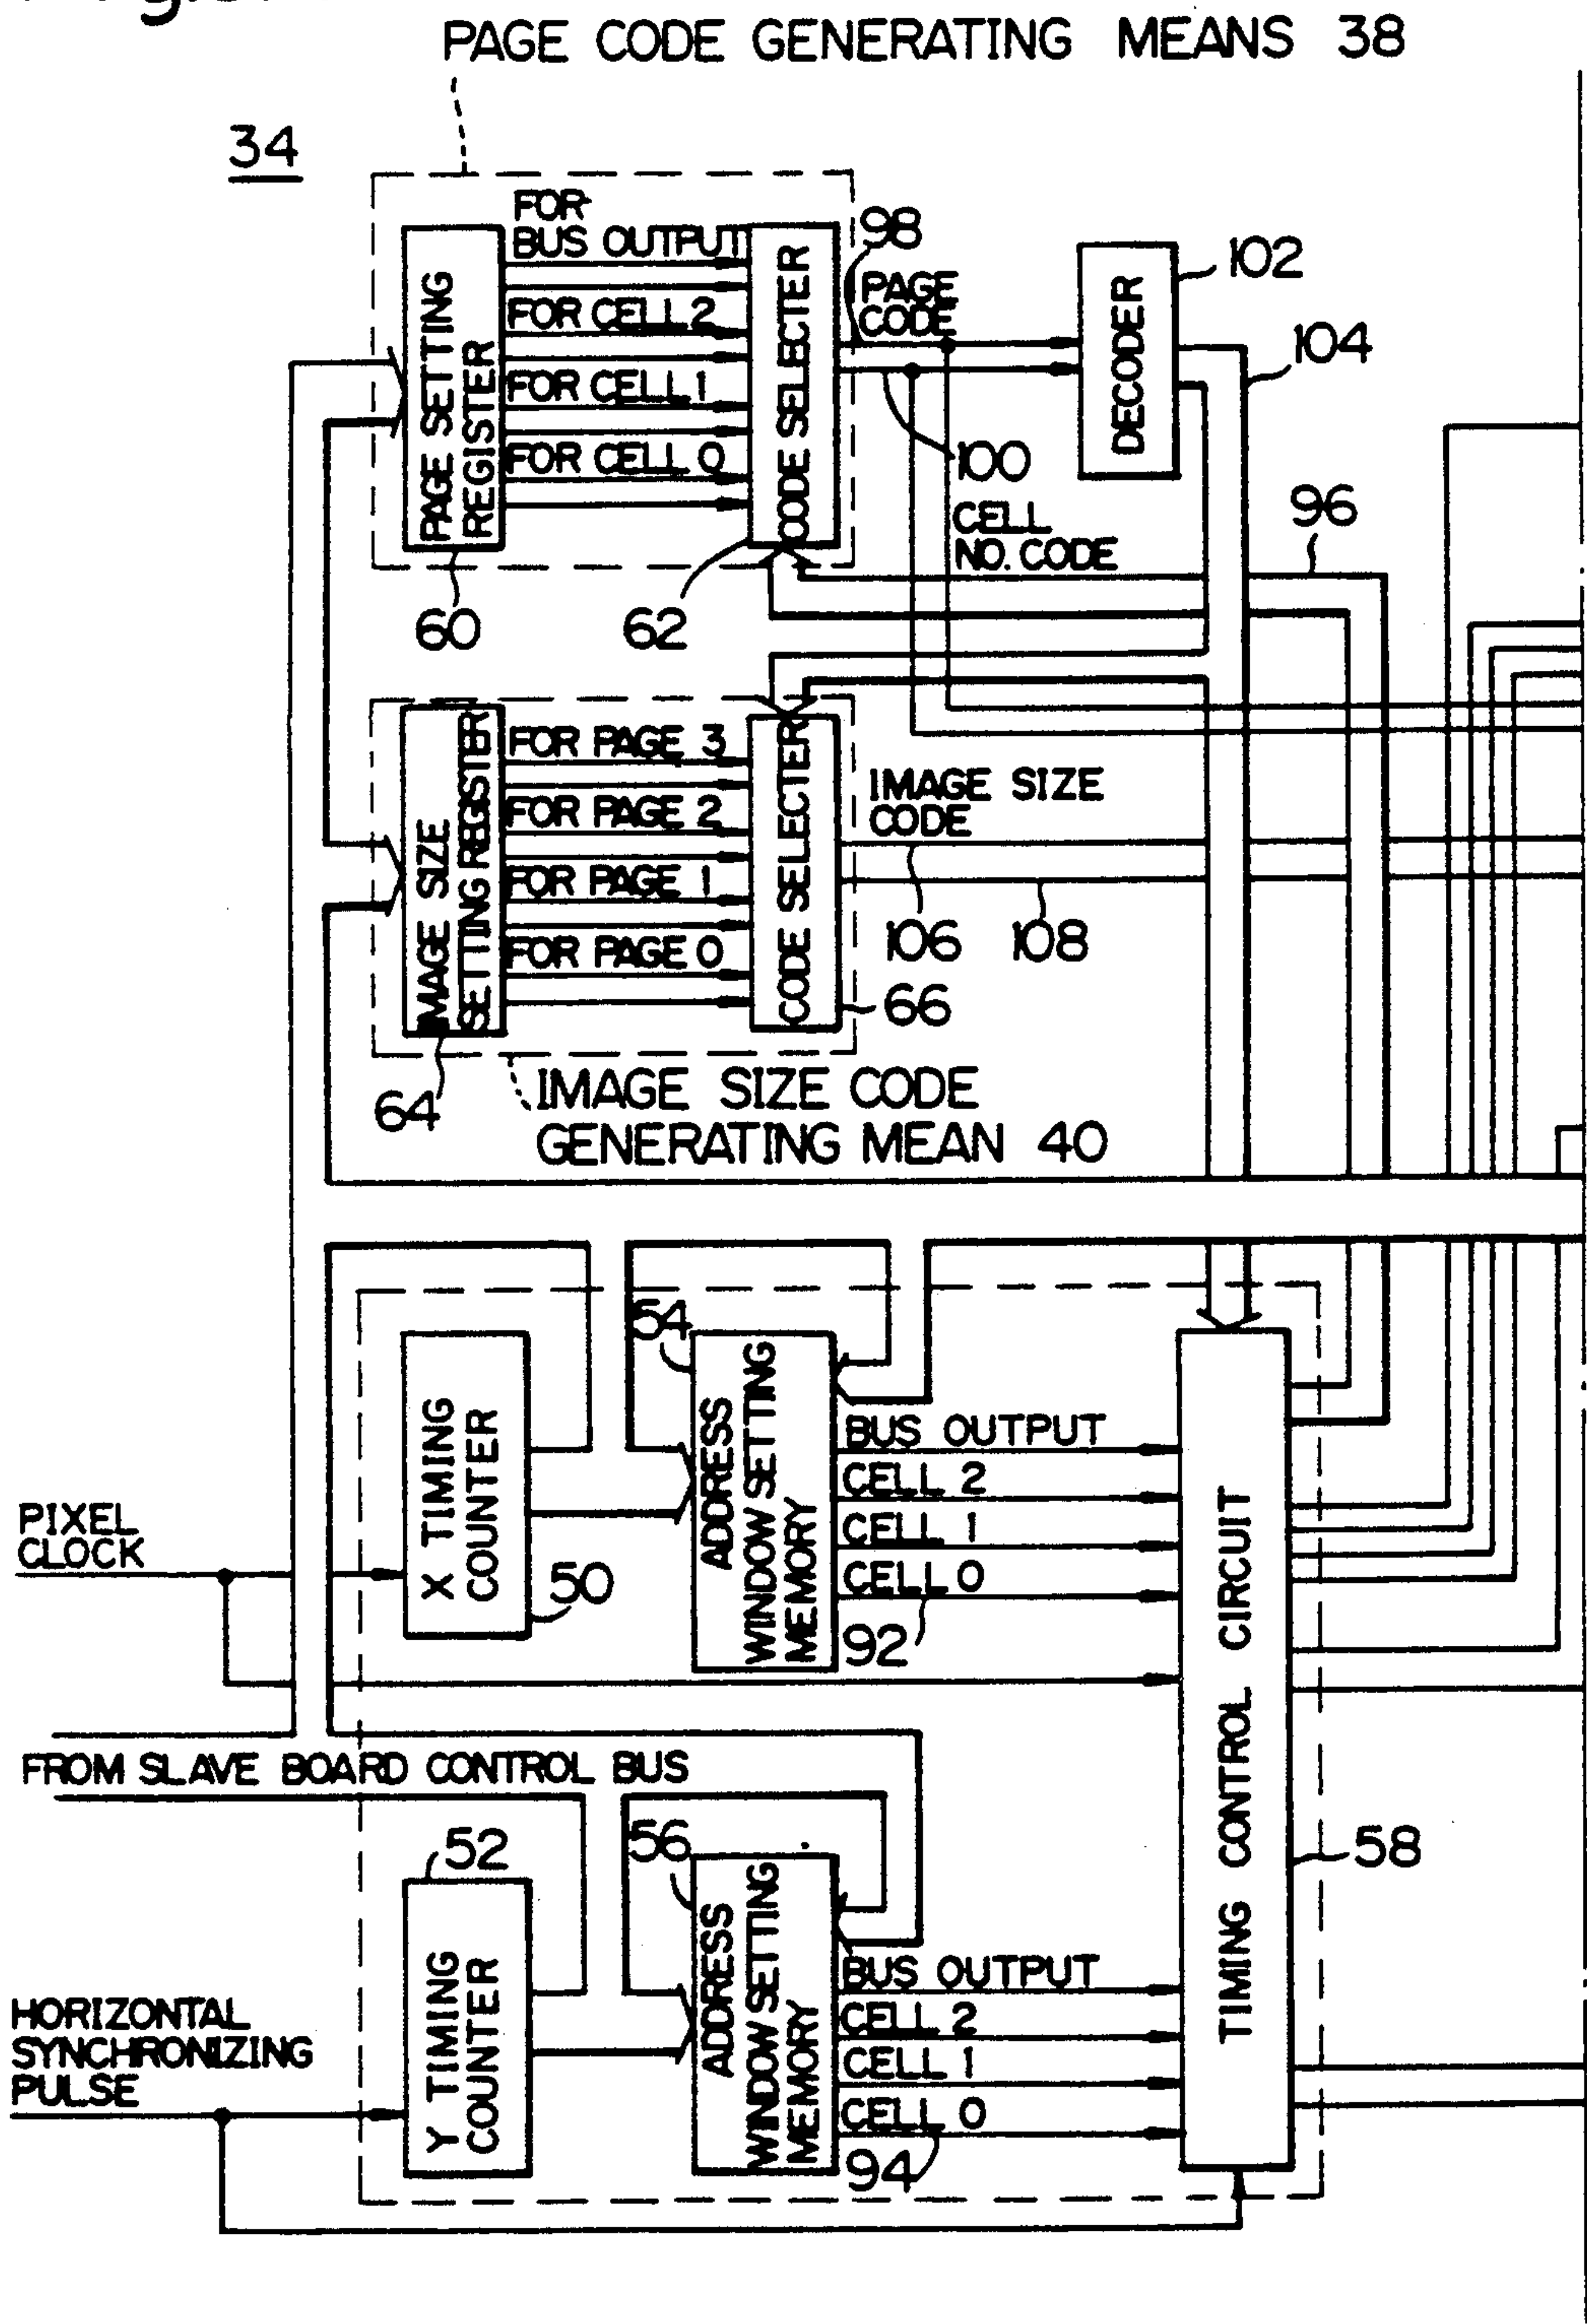 PAGE CODE GENERATING MEANS 38
34
FOR
BUS OUTPUT
FOR CELL 2
FOR CELL 1
FOR CELL 0
PAGE SETTING
REGISTER
CODE SELECTER
98
PAGE
CODE
100
DECODER
102
104
CELL
NO. CODE
96
60
62
IMAGE SIZE
SETTING REGISTER
FOR PAGE 3
FOR PAGE 2
FOR PAGE 1
FOR PAGE 0
CODE SELECTER
IMAGE SIZE
CODE
106
108
66
64
IMAGE SIZE CODE
GENERATING MEAN 40
54
X TIMING
COUNTER
50
ADDRESS
WINDOW SETTING
MEMORY
BUS OUTPUT
CELL 2
CELL 1
CELL 0
92
PIXEL
CLOCK
TIMING CONTROL CIRCUIT
58
FROM SLAVE BOARD CONTROL BUS
52
56
Y TIMING
COUNTER
ADDRESS
WINDOW SETTING
MEMORY
BUS OUTPUT
CELL 2
CELL 1
CELL 0
94
HORIZONTAL
SYNCHRONIZING
PULSE